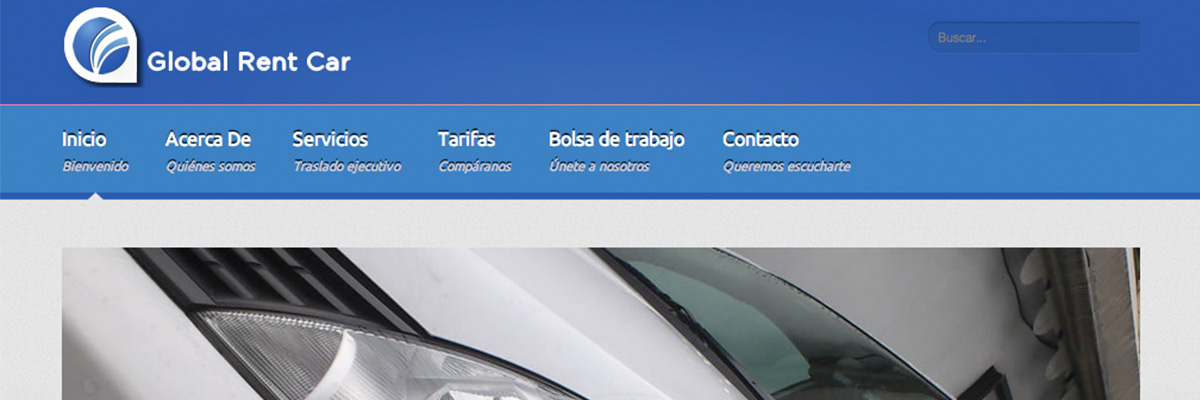 Global Rent Car
Buscar...
Inicio
Bienvenido
Acerca De
Quiénes somos
Servicios
Traslado ejecutivo
Tarifas
Compáranos
Bolsa de trabajo
Únete a nosotros
Contacto
Queremos escucharte